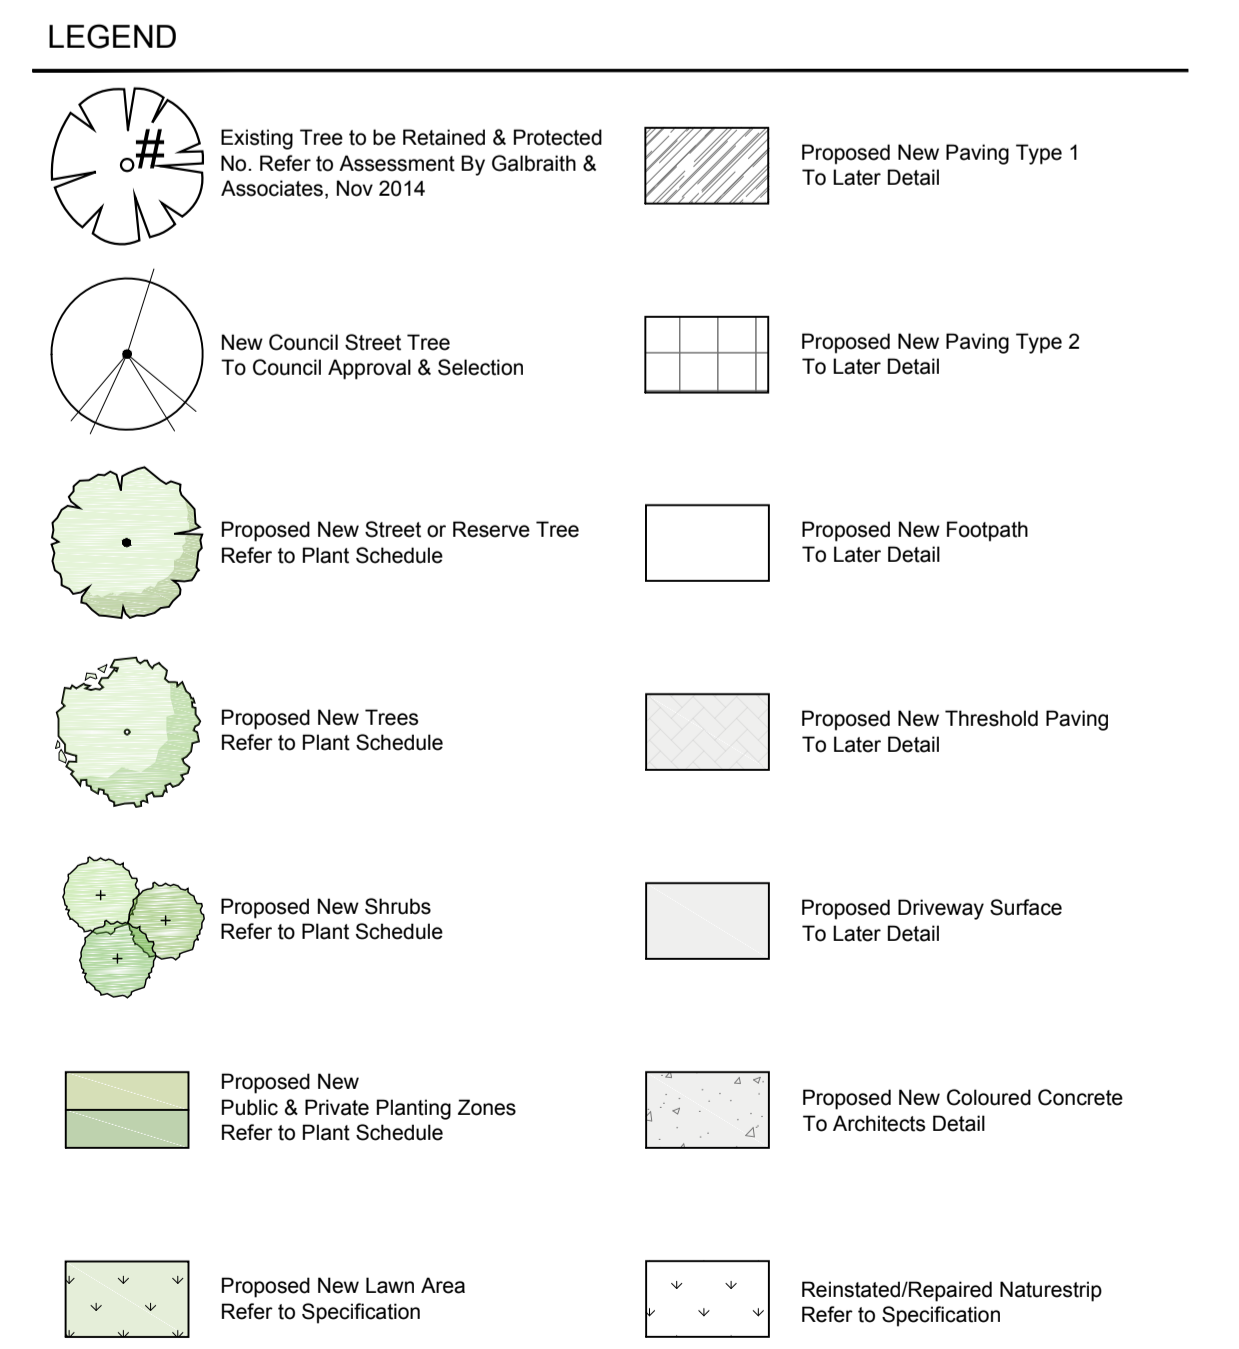 LEGEND
#
Existing Tree to be Retained & Protected
No. Refer to Assessment By Galbraith &
Associates, Nov 2014
New Council Street Tree
To Council Approval & Selection
Proposed New Street or Reserve Tree
Refer to Plant Schedule
Proposed New Trees
Refer to Plant Schedule
Proposed New Shrubs
Refer to Plant Schedule
Proposed New
Public & Private Planting Zones
Refer to Plant Schedule
Proposed New Lawn Area
Refer to Specification
Proposed New Paving Type 1
To Later Detail
Proposed New Paving Type 2
To Later Detail
Proposed New Footpath
To Later Detail
Proposed New Threshold Paving
To Later Detail
Proposed Driveway Surface
To Later Detail
Proposed New Coloured Concrete
To Architects Detail
Reinstated/Repaired Naturestrip
Refer to Specification